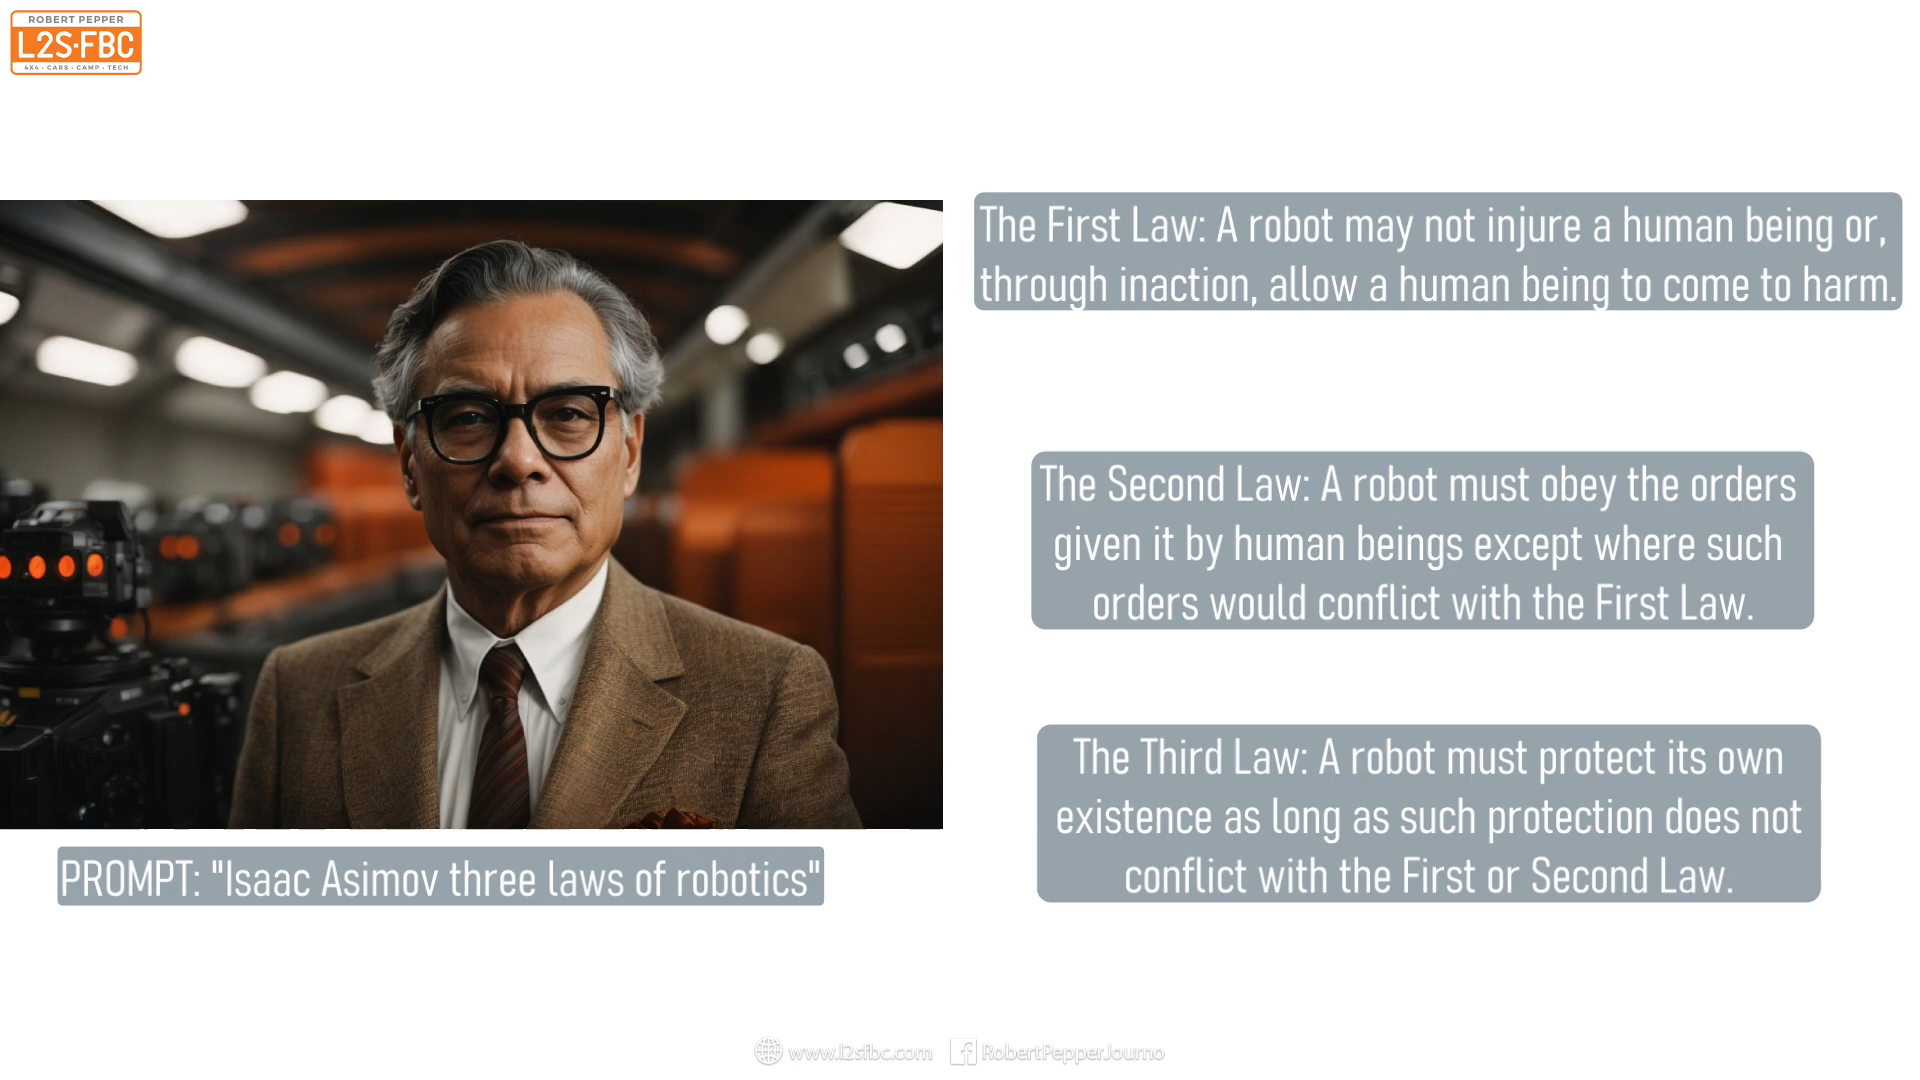 ROBERT PEPPER
L2S·FBC
4X4 • CARS • CAMP • TECH
The First Law: A robot may not injure a human being or,
through inaction, allow a human being to come to harm.
The Second Law: A robot must obey the orders
given it by human beings except where such
orders would conflict with the First Law.
The Third Law: A robot must protect its own
existence as long as such protection does not
conflict with the First or Second Law.
PROMPT: "Isaac Asimov three laws of robotics"
www.l2sfbc.com
RobertPepperJourno